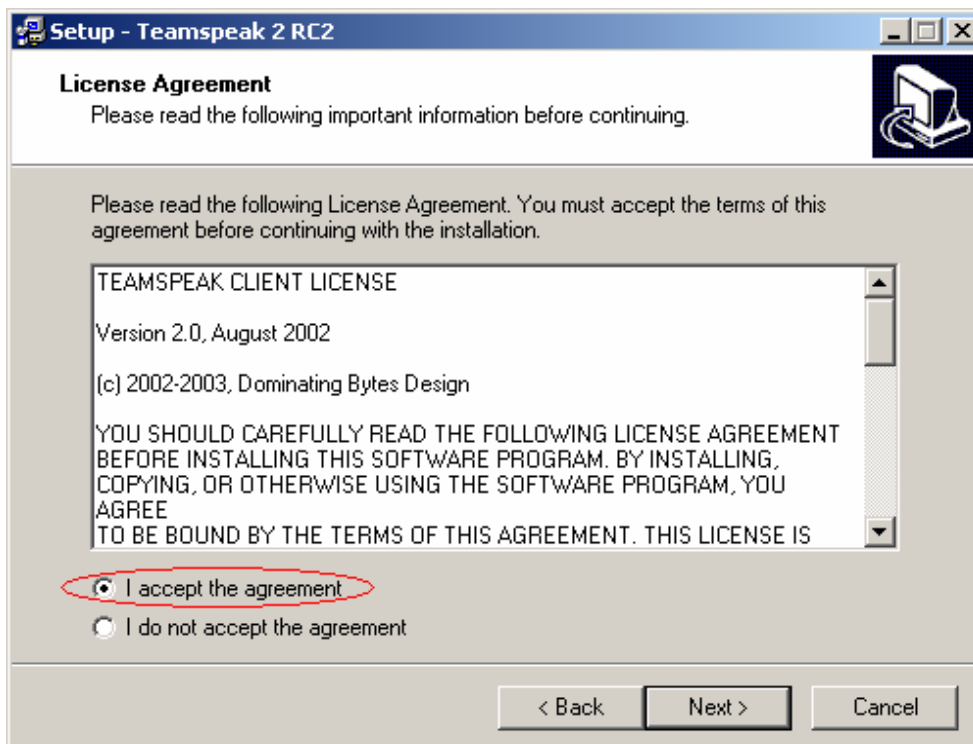 Setup - Teamspeak 2 RC2
License Agreement
Please read the following important information before continuing.
Please read the following License Agreement. You must accept the terms of this
agreement before continuing with the installation.
TEAMSPEAK CLIENT LICENSE
Version 2.0, August 2002
(c) 2002-2003, Dominating Bytes Design
YOU SHOULD CAREFULLY READ THE FOLLOWING LICENSE AGREEMENT
BEFORE INSTALLING THIS SOFTWARE PROGRAM. BY INSTALLING,
COPYING, OR OTHERWISE USING THE SOFTWARE PROGRAM, YOU
AGREE
TO BE BOUND BY THE TERMS OF THIS AGREEMENT. THIS LICENSE IS
I accept the agreement
I do not accept the agreement
< Back Next > Cancel